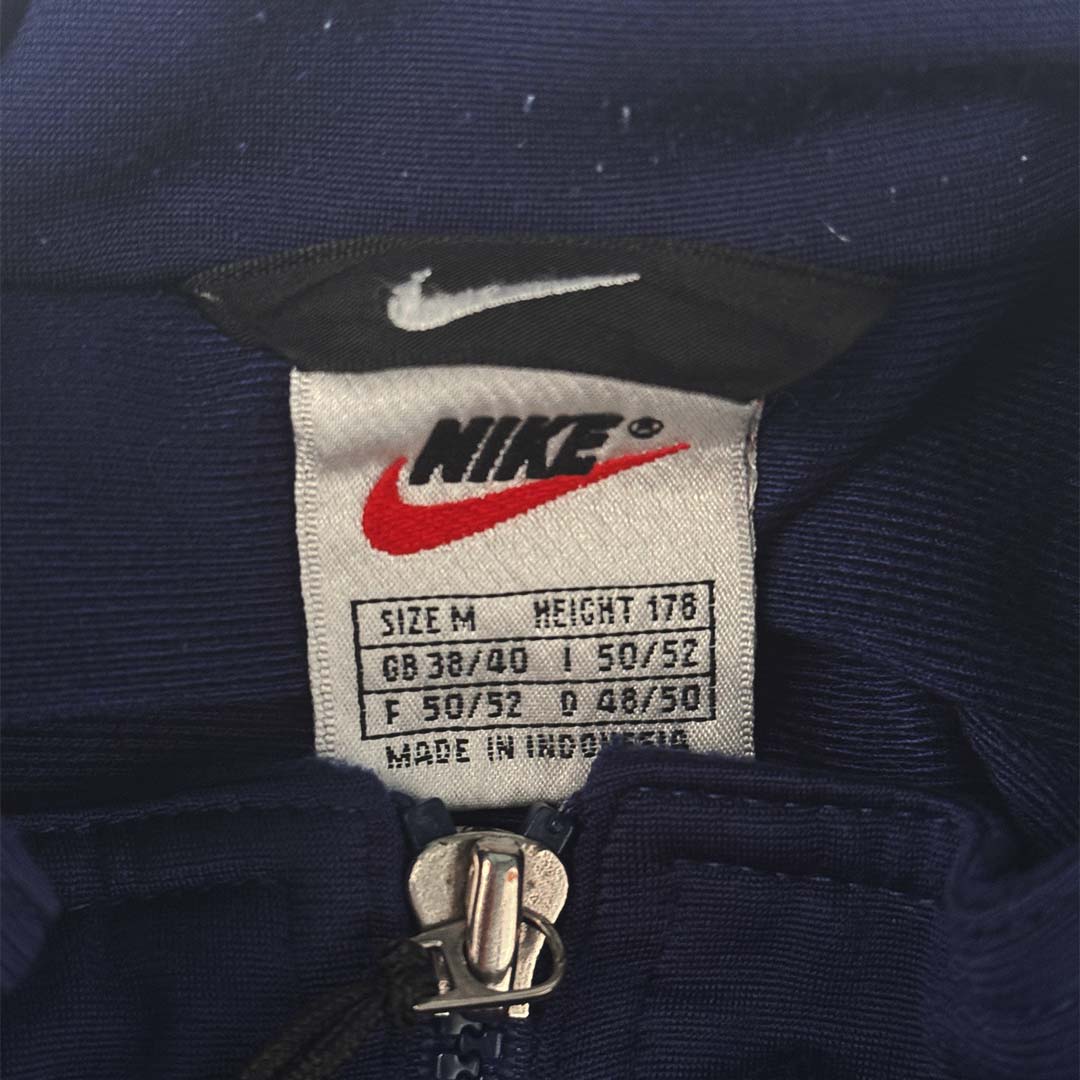 NIKE®
SIZE M HEIGHT 178
GB 38/40 I 50/52
F 50/52 D 48/50
MADE IN INDONESIA